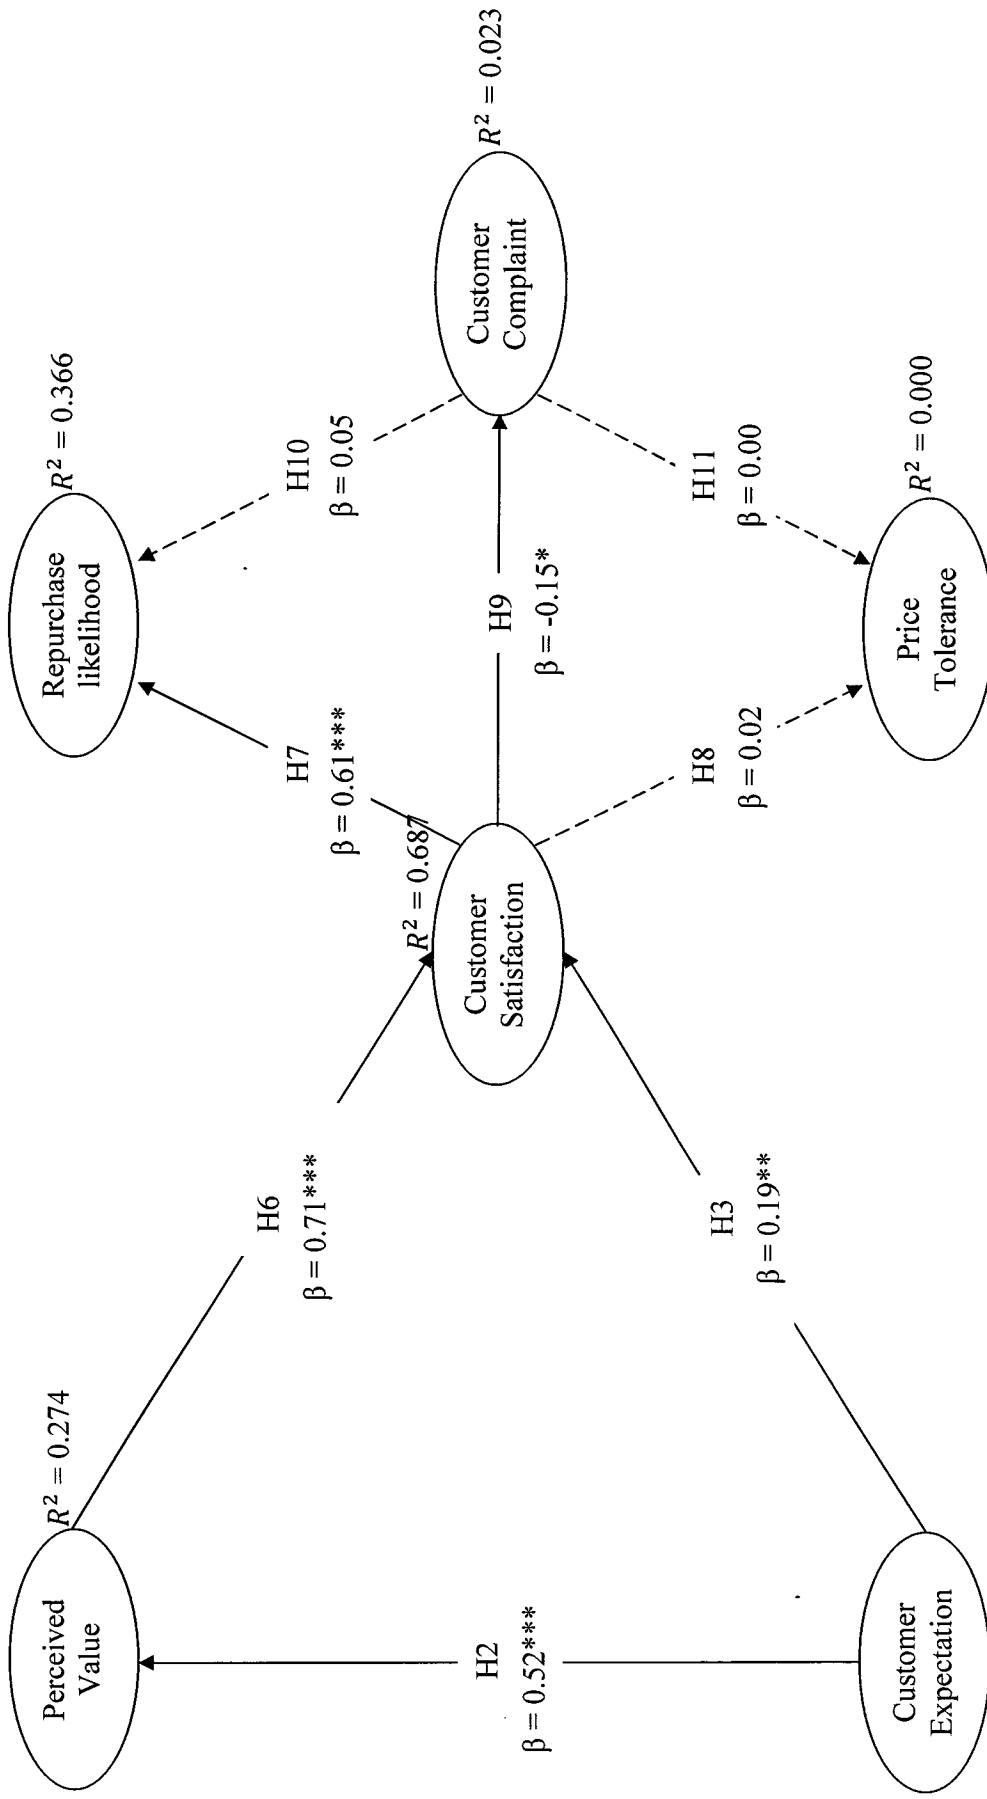 Perceived
Value
R² = 0.274
H6
β = 0.71***
H2
β = 0.52***
Customer
Expectation
H3
β = 0.19**
R² = 0.687
Customer
Satisfaction
H7
β = 0.61***
Repurchase
likelihood
R² = 0.366
H9
β = -0.15*
H8
β = 0.02
H10
β = 0.05
Customer
Complaint
R² = 0.023
H11
β = 0.00
Price
Tolerance
R² = 0.000